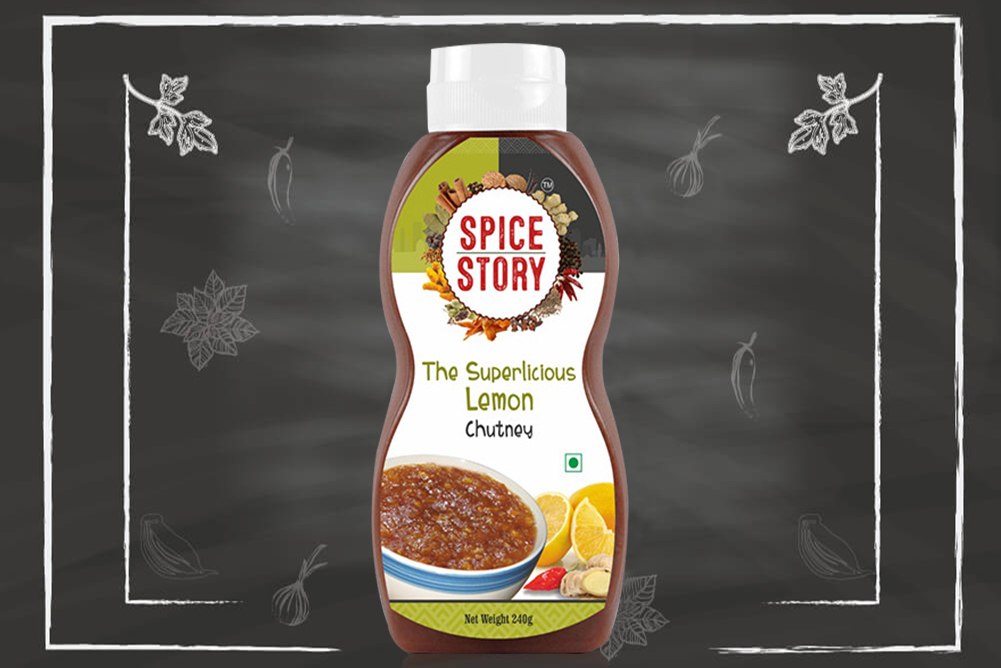 TM
SPICE
STORY
The Superlicious
Lemon
Chutney
Net Weight 240g